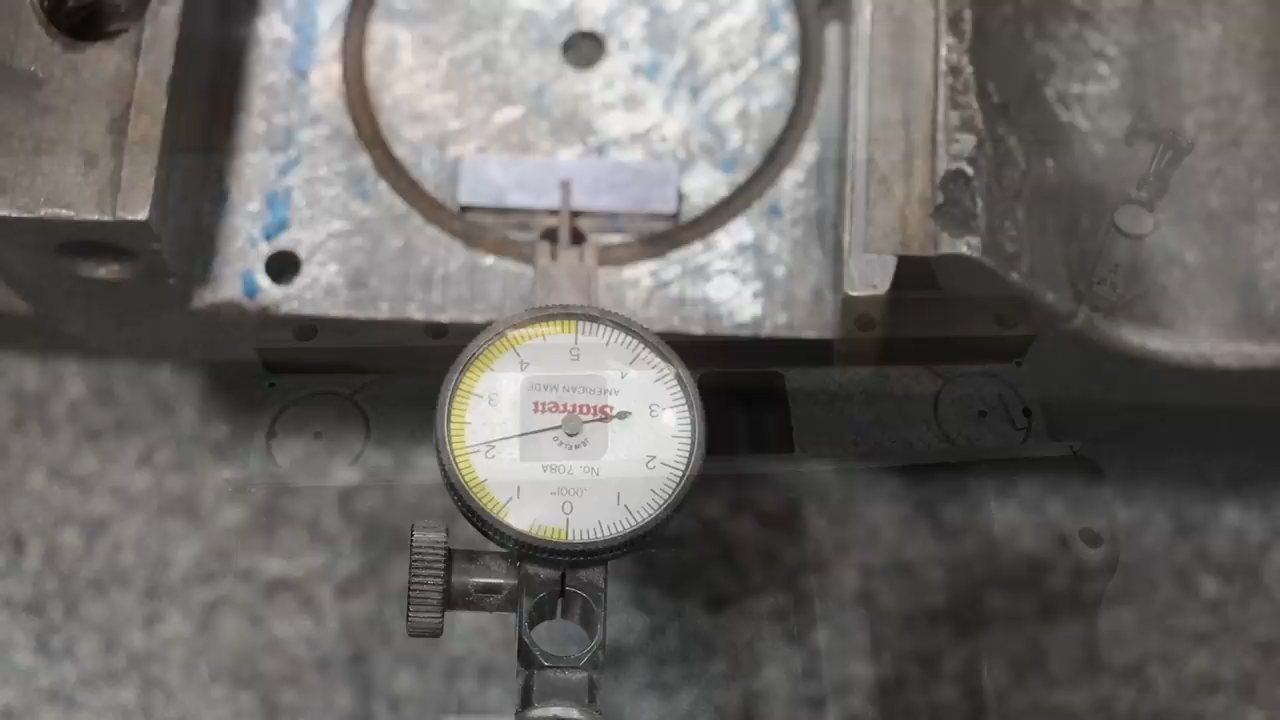 0
.0001"
1 1
No. 708A
2 2
JEWELED
3 3
Starrett
AMERICAN MADE
4 4
5